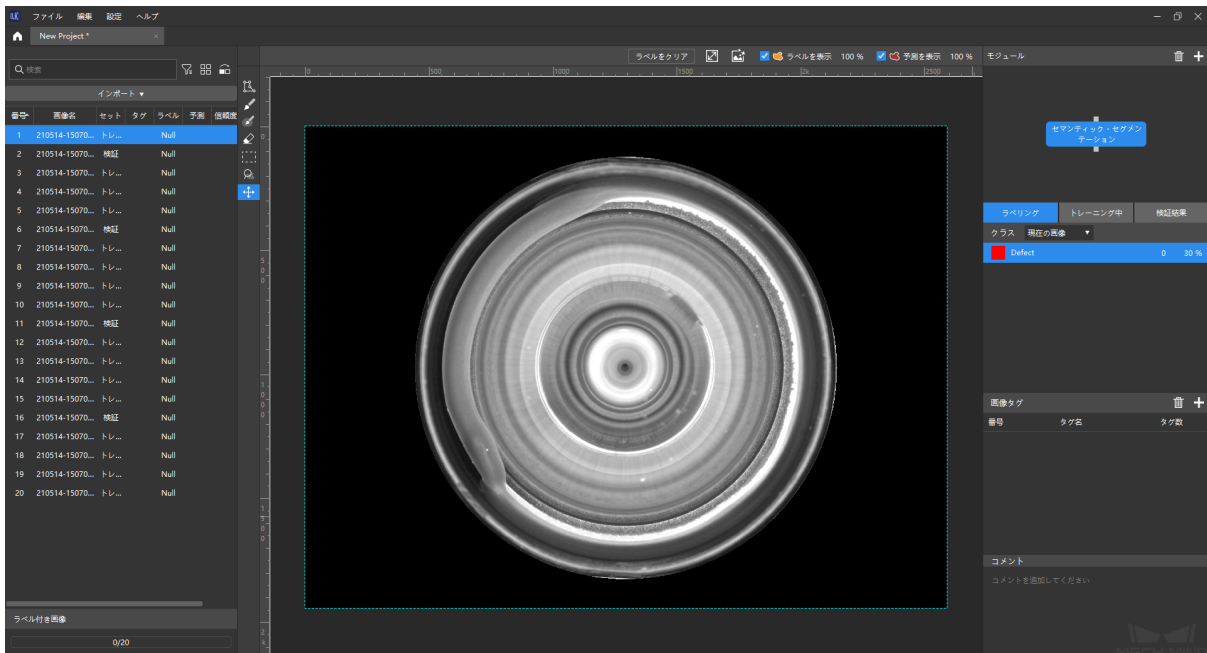 ファイル 編集 設定 ヘルプ
New Project *
ラベルをクリア ラベルを表示 100 % 予測を表示 100 %
検索
インポート
番号 画像名 セット タグ ラベル 予測 信頼度
1 210514-15070... トレ... Null
2 210514-15070... 検証 Null
3 210514-15070... トレ... Null
4 210514-15070... トレ... Null
5 210514-15070... トレ... Null
6 210514-15070... 検証 Null
7 210514-15070... トレ... Null
8 210514-15070... トレ... Null
9 210514-15070... トレ... Null
10 210514-15070... トレ... Null
11 210514-15070... 検証 Null
12 210514-15070... トレ... Null
13 210514-15070... トレ... Null
14 210514-15070... トレ... Null
15 210514-15070... トレ... Null
16 210514-15070... 検証 Null
17 210514-15070... トレ... Null
18 210514-15070... トレ... Null
19 210514-15070... トレ... Null
20 210514-15070... トレ... Null
ラベル付き画像
0/20
0 500 1000 1500 2k 2500
0
500
1000
1500
2k
モジュール
セマンティック・セグメン
テーション
ラベリング トレーニング中 検証結果
クラス 現在の画像
Defect 0 30 %
画像タグ
番号 タグ名 タグ数
コメント
コメントを追加してください